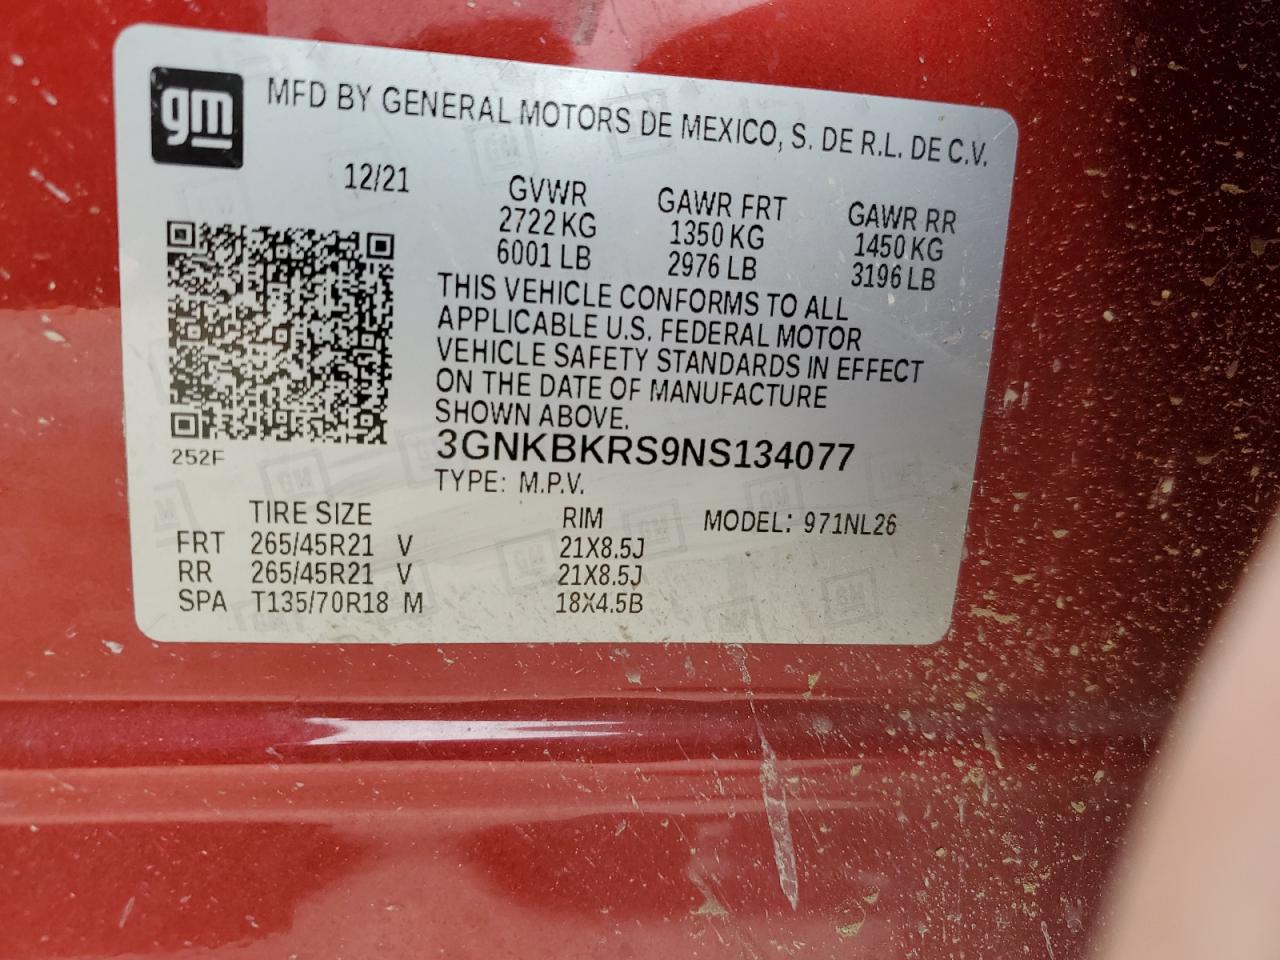 gm MFD BY GENERAL MOTORS DE MEXICO, S. DE R.L. DE C.V.
12/21 GVWR GAWR FRT GAWR RR
2722 KG 1350 KG 1450 KG
6001 LB 2976 LB 3196 LB
THIS VEHICLE CONFORMS TO ALL
APPLICABLE U.S. FEDERAL MOTOR
VEHICLE SAFETY STANDARDS IN EFFECT
ON THE DATE OF MANUFACTURE
SHOWN ABOVE.
252F
3GNKBKRS9NS134077
TYPE: M.P.V.
TIRE SIZE RIM MODEL: 971NL26
FRT 265/45R21 V 21X8.5J
RR 265/45R21 V 21X8.5J
SPA T135/70R18 M 18X4.5B